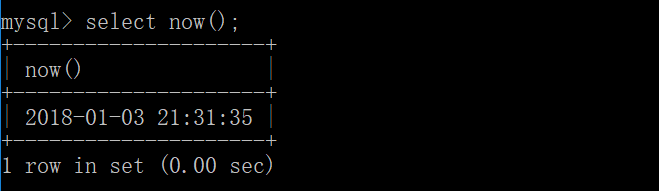 mysql> select now();
+---------------------+
| now()               |
+---------------------+
| 2018-01-03 21:31:35 |
+---------------------+
1 row in set (0.00 sec)